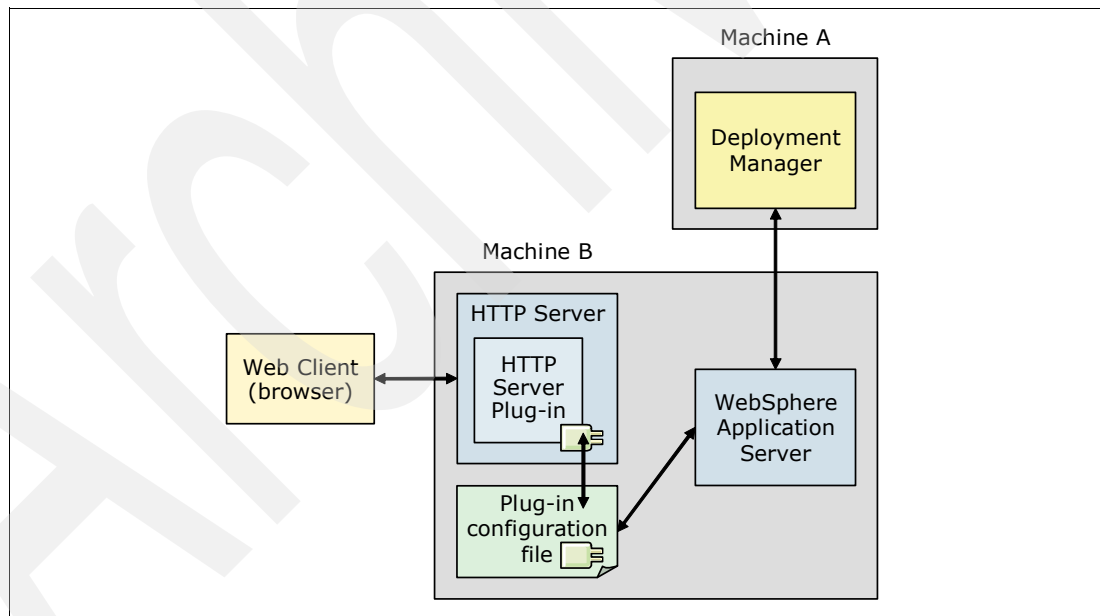 Machine A
Deployment
Manager
Machine B
HTTP Server
HTTP
Server
Plug-in
Web Client
(browser)
WebSphere
Application
Server
Plug-in
configuration
file